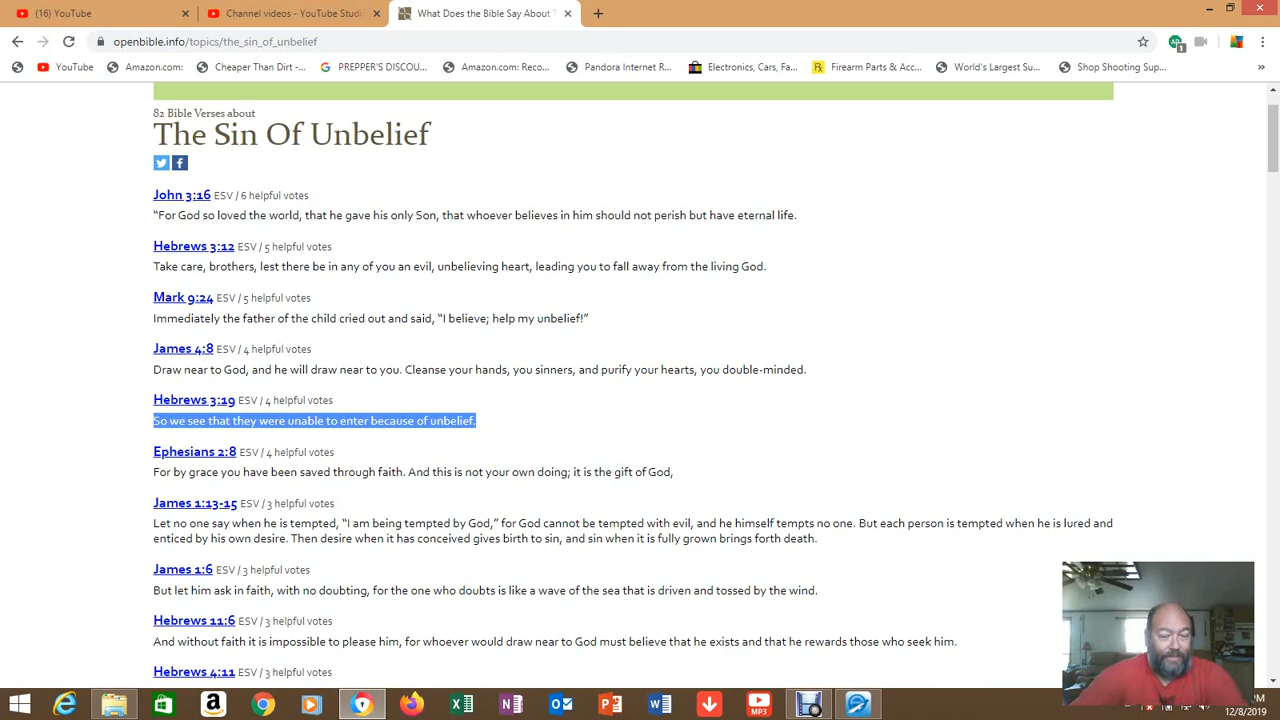 (16) YouTube
Channel videos - YouTube Studi
What Does the Bible Say About T
openbible.info/topics/the_sin_of_unbelief
1
YouTube
Amazon.com:
Cheaper Than Dirt -...
PREPPER'S DISCOU...
Amazon.com: Reco...
Pandora Internet R...
Electronics, Cars, Fa...
Firearm Parts & Acc...
World's Largest Su...
Shop Shooting Sup...
»
82 Bible Verses about
The Sin Of Unbelief
John 3:16 ESV / 6 helpful votes
“For God so loved the world, that he gave his only Son, that whoever believes in him should not perish but have eternal life.
Hebrews 3:12 ESV / 5 helpful votes
Take care, brothers, lest there be in any of you an evil, unbelieving heart, leading you to fall away from the living God.
Mark 9:24 ESV / 5 helpful votes
Immediately the father of the child cried out and said, “I believe; help my unbelief!”
James 4:8 ESV / 4 helpful votes
Draw near to God, and he will draw near to you. Cleanse your hands, you sinners, and purify your hearts, you double-minded.
Hebrews 3:19 ESV / 4 helpful votes
So we see that they were unable to enter because of unbelief.
Ephesians 2:8 ESV / 4 helpful votes
For by grace you have been saved through faith. And this is not your own doing; it is the gift of God,
James 1:13-15 ESV / 3 helpful votes
Let no one say when he is tempted, “I am being tempted by God,” for God cannot be tempted with evil, and he himself tempts no one. But each person is tempted when he is lured and
enticed by his own desire. Then desire when it has conceived gives birth to sin, and sin when it is fully grown brings forth death.
James 1:6 ESV / 3 helpful votes
But let him ask in faith, with no doubting, for the one who doubts is like a wave of the sea that is driven and tossed by the wind.
Hebrews 11:6 ESV / 3 helpful votes
And without faith it is impossible to please him, for whoever would draw near to God must believe that he exists and that he rewards those who seek him.
Hebrews 4:11 ESV / 3 helpful votes
MP3
PM
12/8/2019